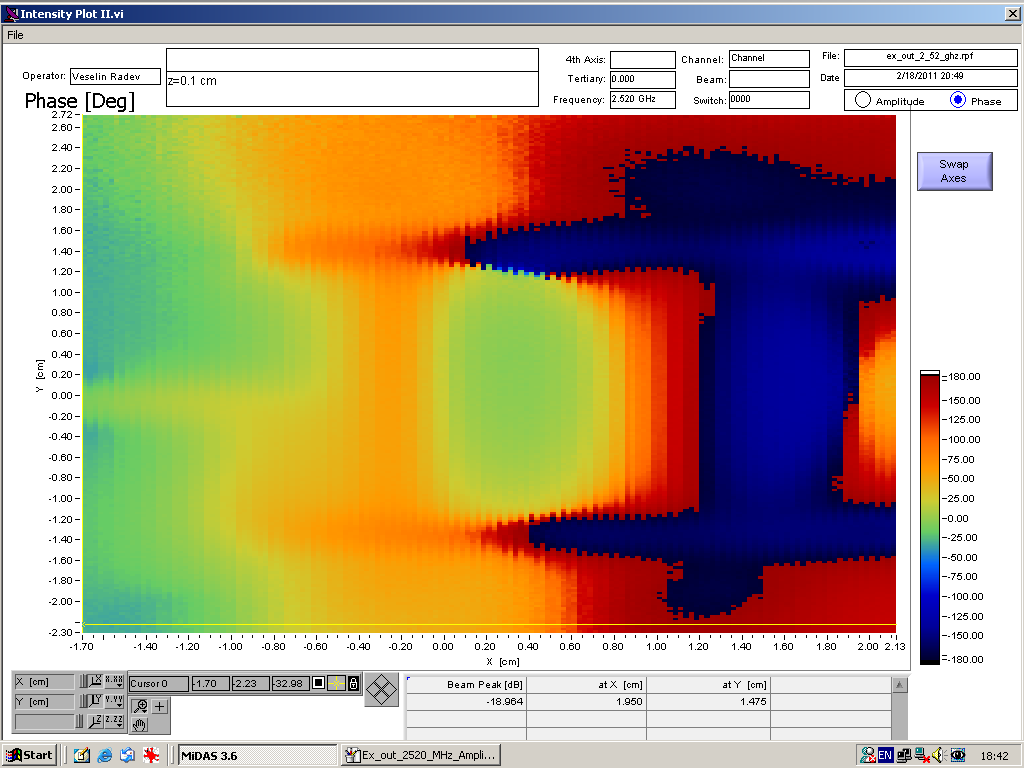 Intensity Plot II.vi
File
Operator: Veselin Radev
z=0.1 cm
4th Axis:
Tertiary: 0.000
Frequency: 2.520 GHz
Channel: Channel
Beam:
Switch: 0000
File: ex_out_2_52_ghz.rpf
Date 2/18/2011 20:49
Amplitude Phase
Phase [Deg]
Swap
Axes
2.72
2.60
2.40
2.20
2.00
1.80
1.60
1.40
1.20
1.00
0.80
0.60
0.40
0.20
0.00
-0.20
-0.40
-0.60
-0.80
-1.00
-1.20
-1.40
-1.60
-1.80
-2.00
-2.30
Y [cm]
-1.70 -1.40 -1.20 -1.00 -0.80 -0.60 -0.40 -0.20 0.00 0.20 0.40 0.60 0.80 1.00 1.20 1.40 1.60 1.80 2.00 2.13
X [cm]
180.00
150.00
125.00
100.00
75.00
50.00
25.00
-0.00
-25.00
-50.00
-75.00
-100.00
-125.00
-150.00
-180.00
X [cm] X X.XX
Y [cm] Y Y.YY
Z Z.ZZ
Cursor 0 -1.70 -2.23 -32.98
Beam Peak [dB] at X [cm] at Y [cm]
-18.964 1.950 1.475
Start MiDAS 3.6 Ex_out_2520_MHz_Ampli... EN 18:42